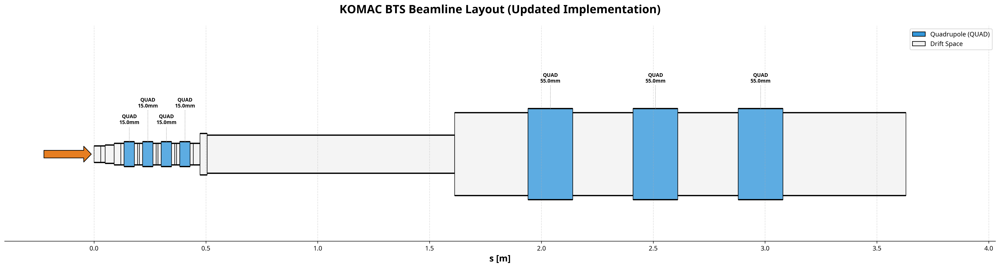 KOMAC BTS Beamline Layout (Updated Implementation)
Quadrupole (QUAD)
Drift Space
QUAD
55.0mm
QUAD
55.0mm
QUAD
55.0mm
QUAD
15.0mm
QUAD
15.0mm
QUAD
15.0mm
QUAD
15.0mm
0.0
0.5
1.0
1.5
2.0
2.5
3.0
3.5
4.0
s [m]